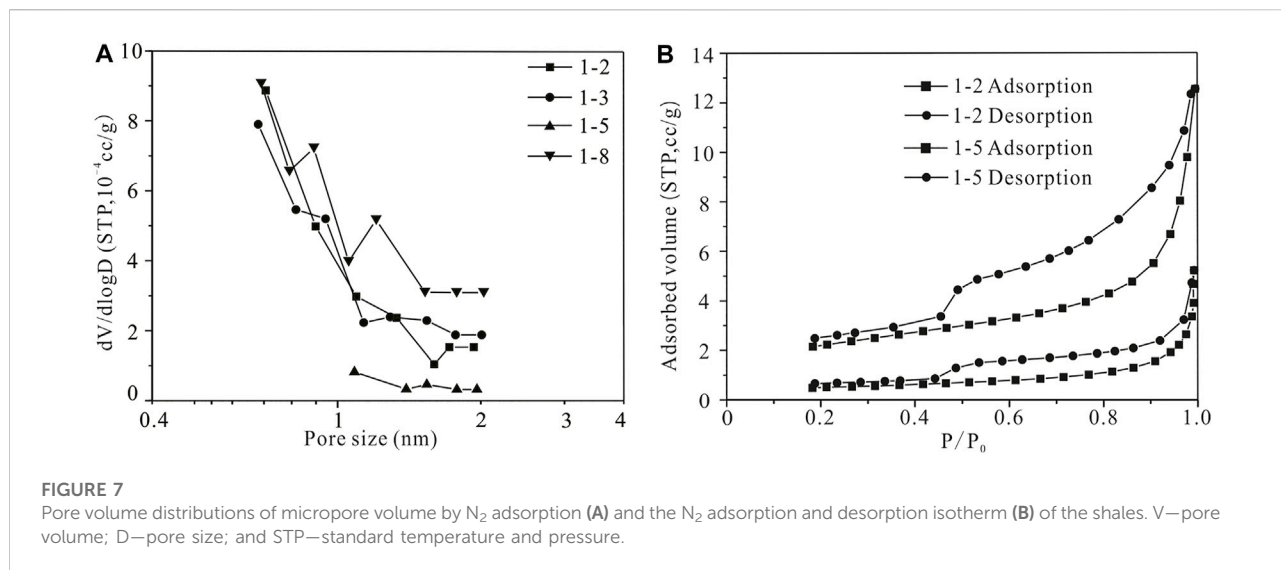 A
10
8
6
4
2
0
dV/dlogD (STP,10⁻⁴cc/g)
0.4 1 2 3 4
Pore size (nm)
1-2
1-3
1-5
1-8
B
14
12
10
8
6
4
2
0
Adsorbed volume (STP,cc/g)
0 0.2 0.4 0.6 0.8 1.0
P/P₀
1-2 Adsorption
1-2 Desorption
1-5 Adsorption
1-5 Desorption
FIGURE 7
Pore volume distributions of micropore volume by N₂ adsorption (A) and the N₂ adsorption and desorption isotherm (B) of the shales. V—pore
volume; D—pore size; and STP—standard temperature and pressure.